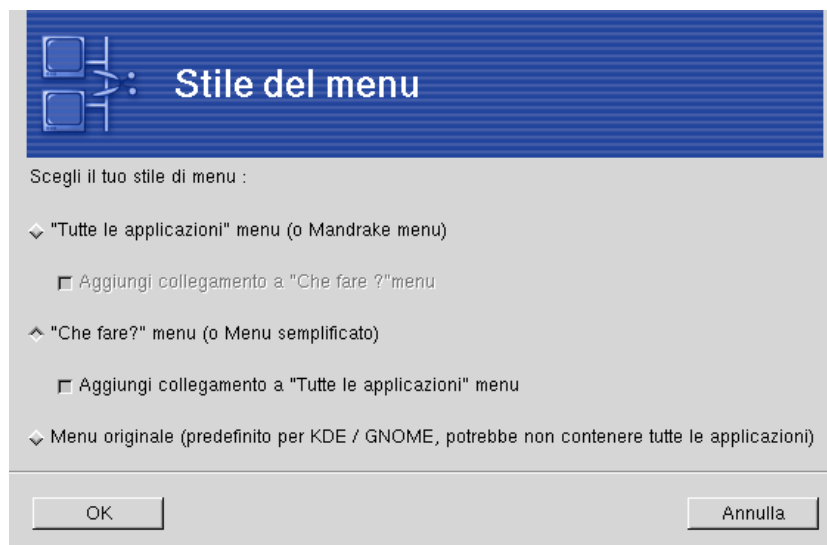 Stile del menu
Scegli il tuo stile di menu :
"Tutte le applicazioni" menu (o Mandrake menu)
Aggiungi collegamento a "Che fare ?"menu
"Che fare?" menu (o Menu semplificato)
Aggiungi collegamento a "Tutte le applicazioni" menu
Menu originale (predefinito per KDE / GNOME, potrebbe non contenere tutte le applicazioni)
OK
Annulla